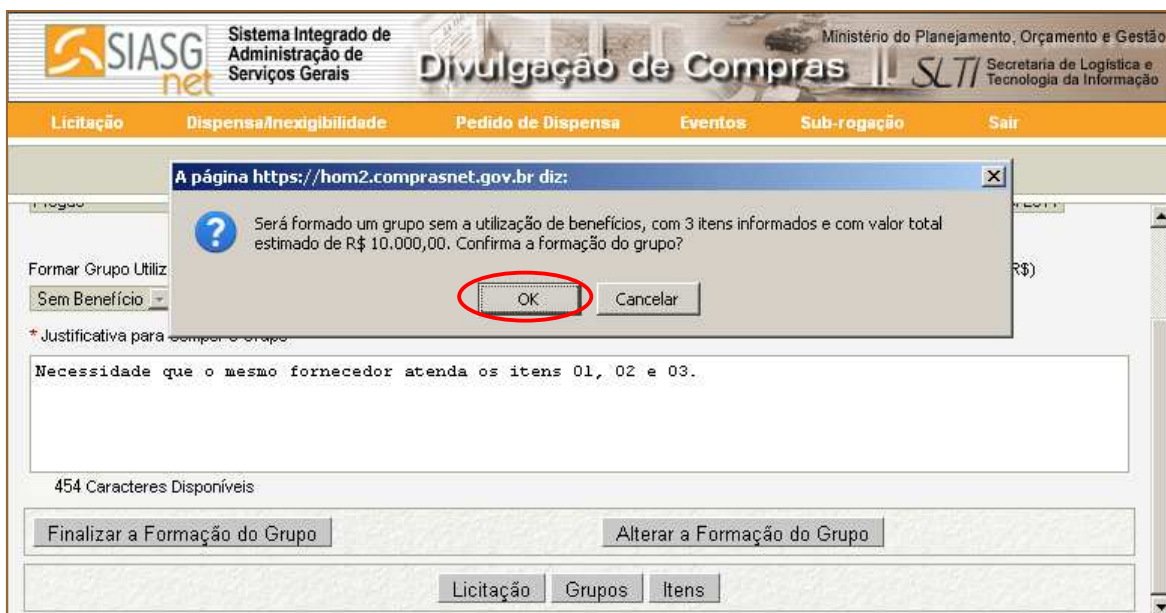 SIASG
net
Sistema Integrado de
Administração de
Serviços Gerais
Divulgação de Compras
Ministério do Planejamento, Orçamento e Gestão
SLTI
Secretaria de Logística e
Tecnologia da Informação
Licitação Dispensa/Inexigibilidade Pedido de Dispensa Eventos Sub-rogação Sair
A página https://hom2.comprasnet.gov.br diz:
Será formado um grupo sem a utilização de benefícios, com 3 itens informados e com valor total
estimado de R$ 10.000,00. Confirma a formação do grupo?
OK Cancelar
Formar Grupo Utiliz R$)
Sem Benefício
* Justificativa para
Necessidade que o mesmo fornecedor atenda os itens 01, 02 e 03.
454 Caracteres Disponíveis
Finalizar a Formação do Grupo Alterar a Formação do Grupo
Licitação Grupos Itens